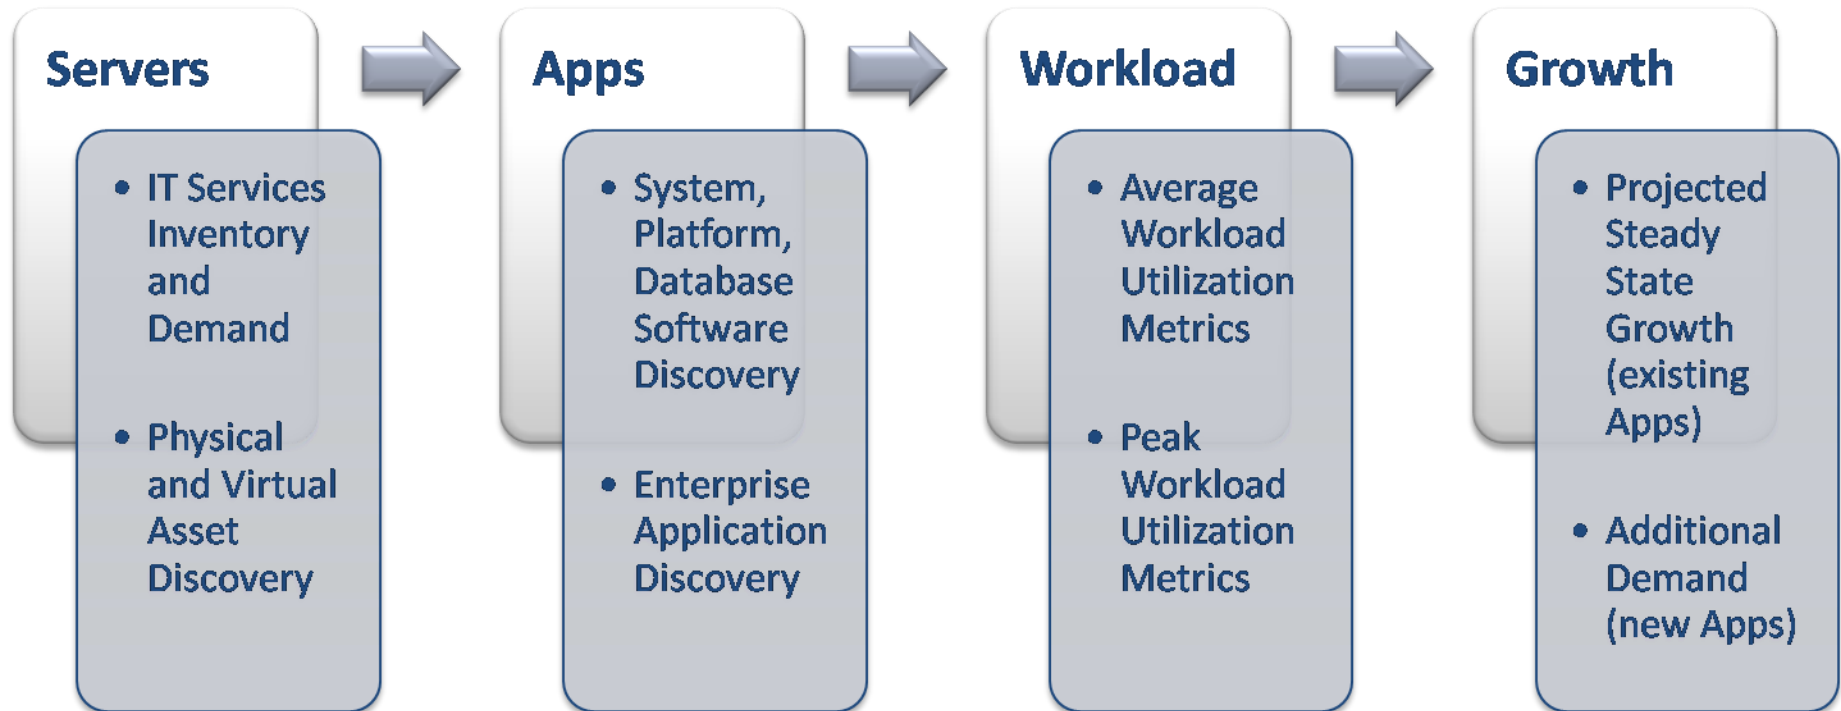 Servers
• IT Services
Inventory
and
Demand
• Physical
and Virtual
Asset
Discovery
Apps
• System,
Platform,
Database
Software
Discovery
• Enterprise
Application
Discovery
Workload
• Average
Workload
Utilization
Metrics
• Peak
Workload
Utilization
Metrics
Growth
• Projected
Steady
State
Growth
(existing
Apps)
• Additional
Demand
(new Apps)